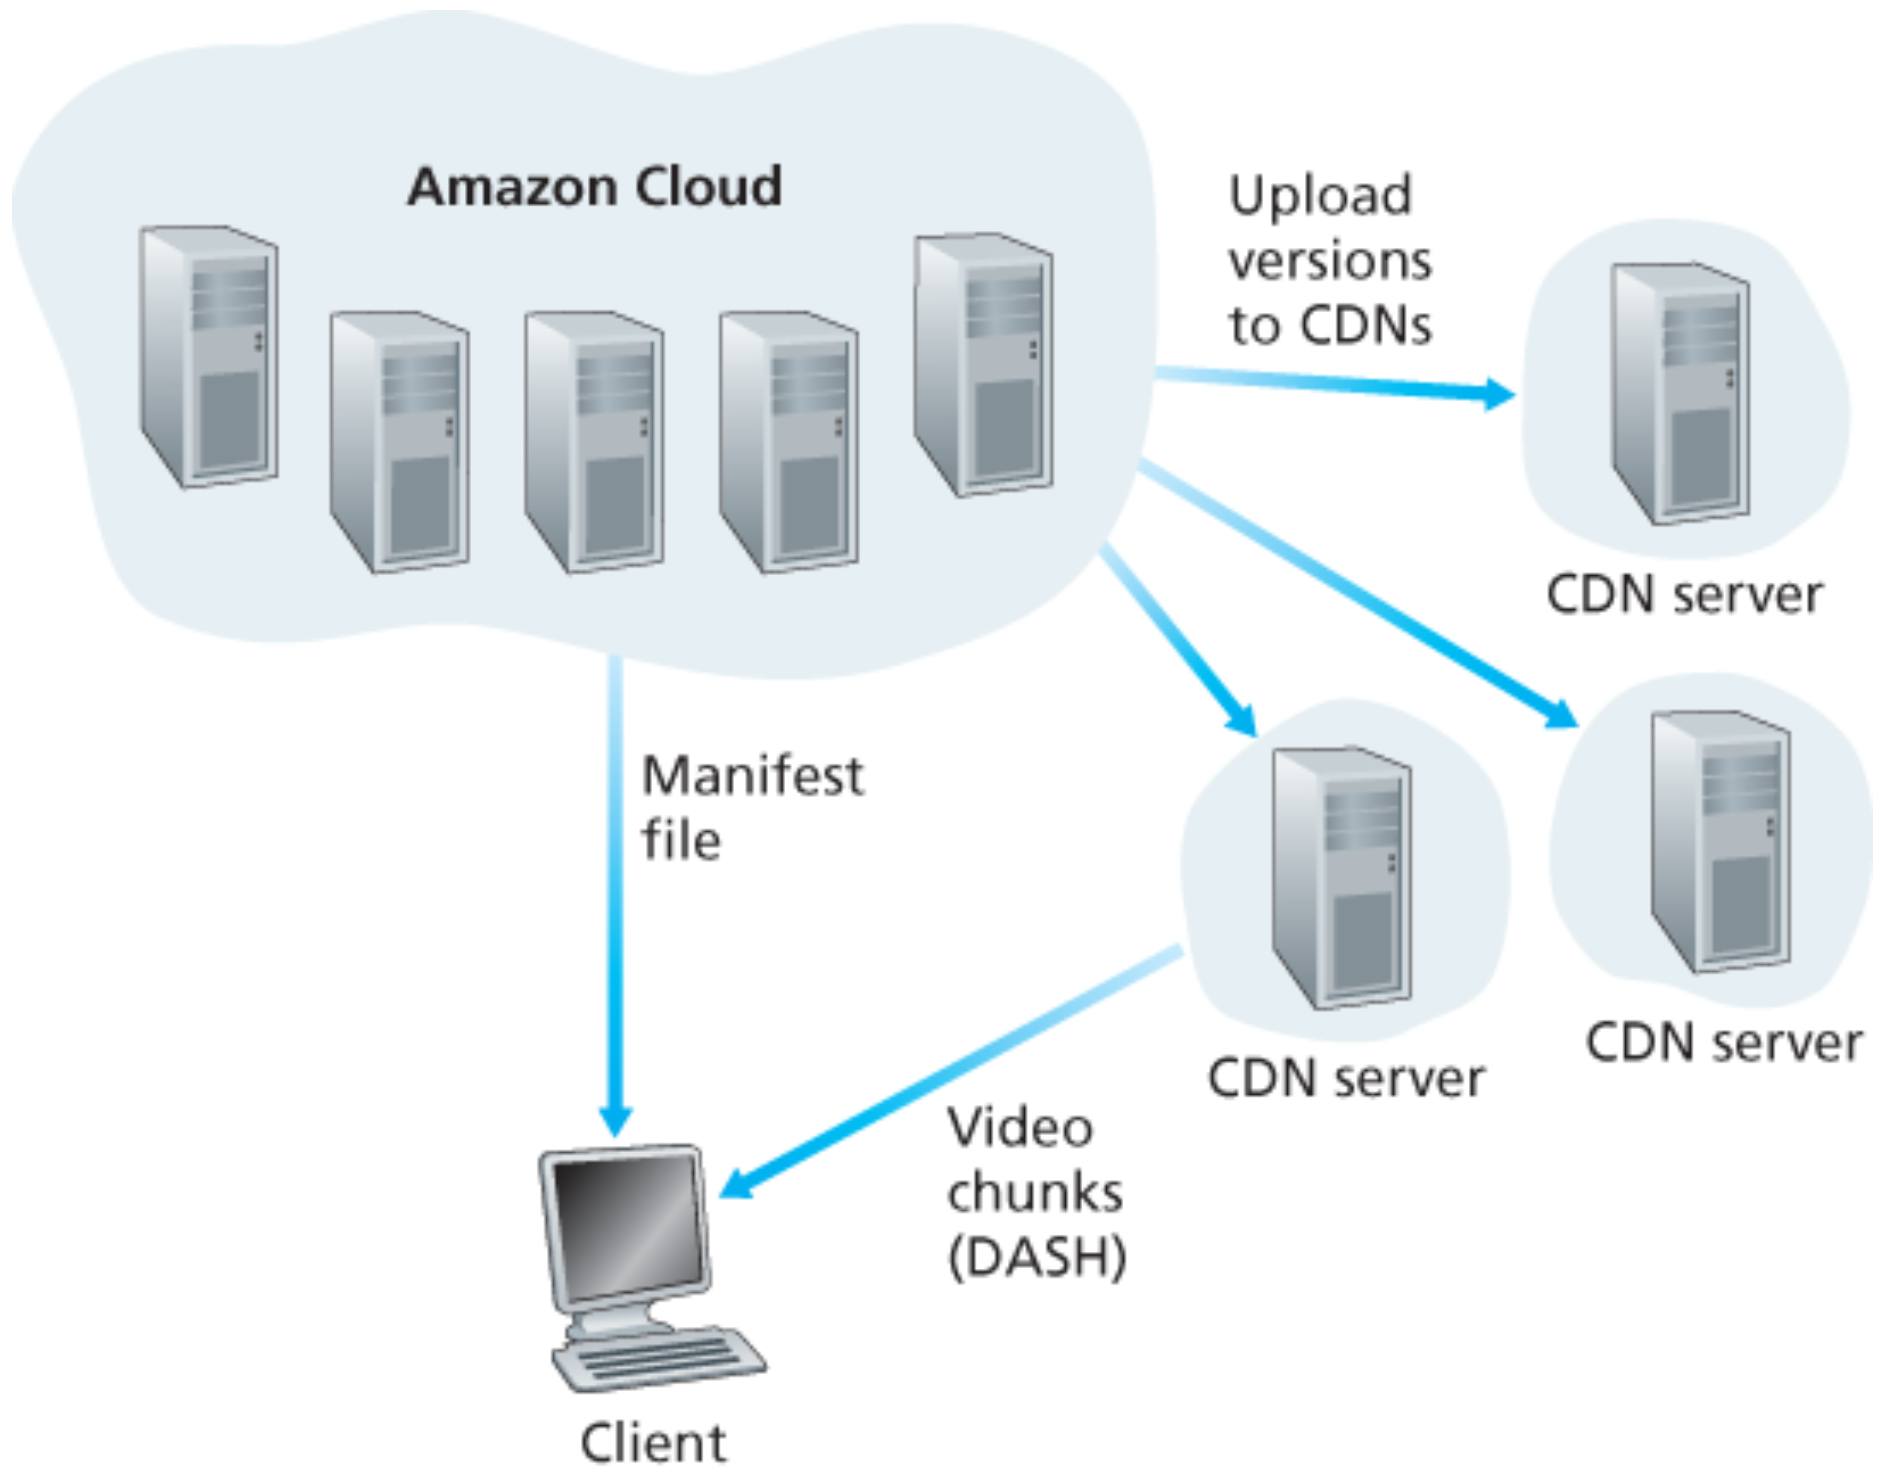 Amazon Cloud
Upload
versions
to CDNs
CDN server
Manifest
file
CDN server
CDN server
Video
chunks
(DASH)
Client